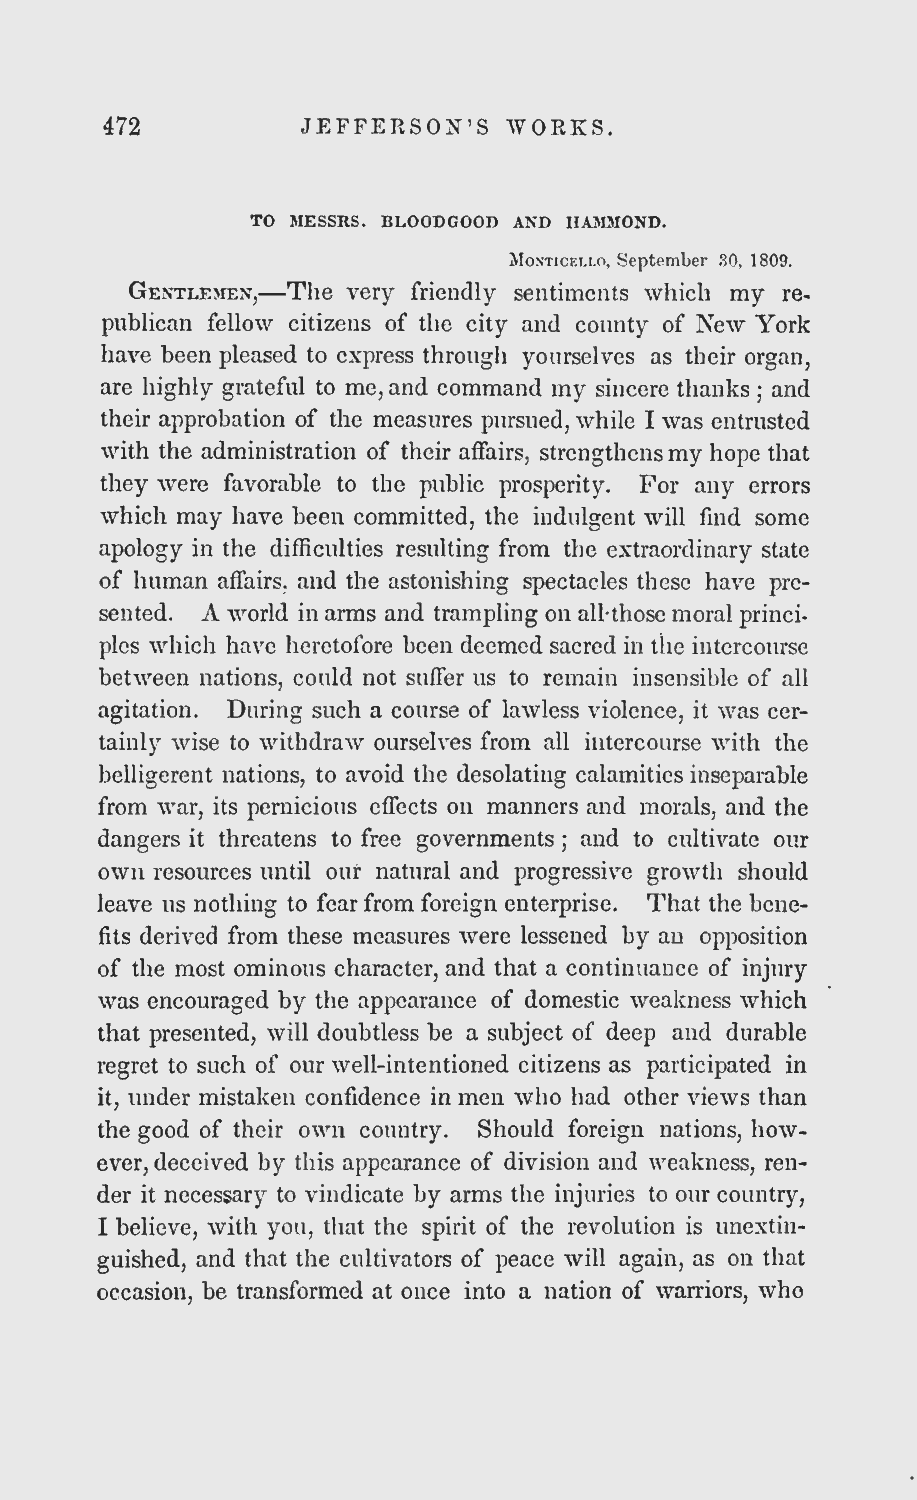 472 JEFFERSON'S WORKS.
TO MESSRS. BLOODGOOD AND HAMMOND.
MONTICELLO, September 30, 1809.
GENTLEMEN,—The very friendly sentiments which my re-
publican fellow citizens of the city and county of New York
have been pleased to express through yourselves as their organ,
are highly grateful to me, and command my sincere thanks; and
their approbation of the measures pursued, while I was entrusted
with the administration of their affairs, strengthens my hope that
they were favorable to the public prosperity. For any errors
which may have been committed, the indulgent will find some
apology in the difficulties resulting from the extraordinary state
of human affairs, and the astonishing spectacles these have pre-
sented. A world in arms and trampling on all those moral princi-
ples which have heretofore been deemed sacred in the intercourse
between nations, could not suffer us to remain insensible of all
agitation. During such a course of lawless violence, it was cer-
tainly wise to withdraw ourselves from all intercourse with the
belligerent nations, to avoid the desolating calamities inseparable
from war, its pernicious effects on manners and morals, and the
dangers it threatens to free governments; and to cultivate our
own resources until our natural and progressive growth should
leave us nothing to fear from foreign enterprise. That the bene-
fits derived from these measures were lessened by an opposition
of the most ominous character, and that a continuance of injury
was encouraged by the appearance of domestic weakness which
that presented, will doubtless be a subject of deep and durable
regret to such of our well-intentioned citizens as participated in
it, under mistaken confidence in men who had other views than
the good of their own country. Should foreign nations, how-
ever, deceived by this appearance of division and weakness, ren-
der it necessary to vindicate by arms the injuries to our country,
I believe, with you, that the spirit of the revolution is unextin-
guished, and that the cultivators of peace will again, as on that
occasion, be transformed at once into a nation of warriors, who